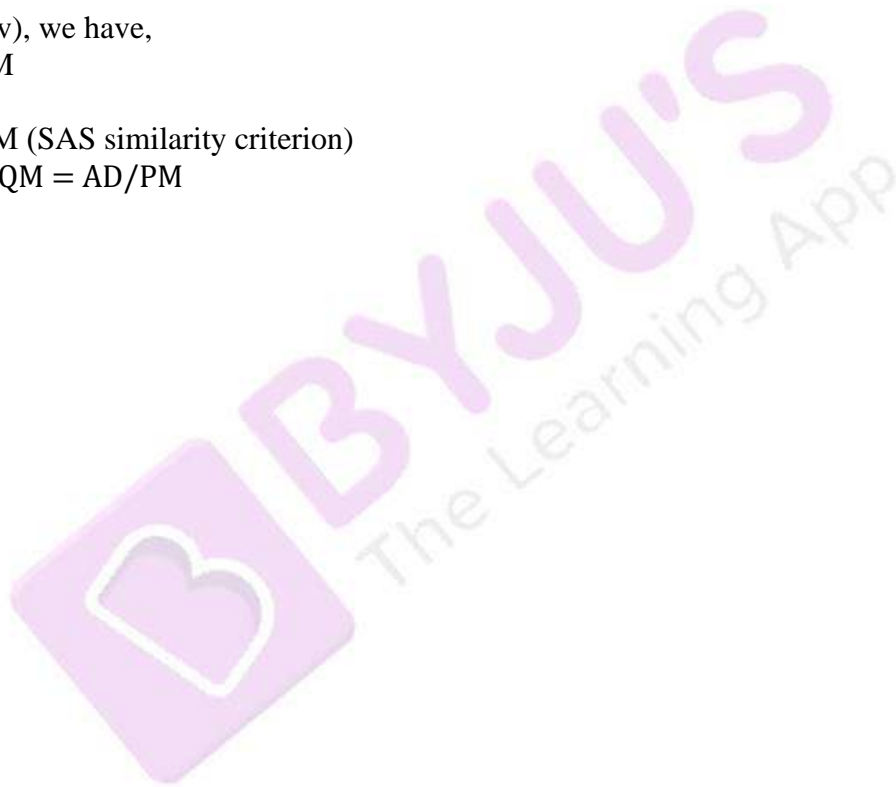 v), we have,
M
M (SAS similarity criterion)
QM = AD/PM
BYJU'S
The Learning App